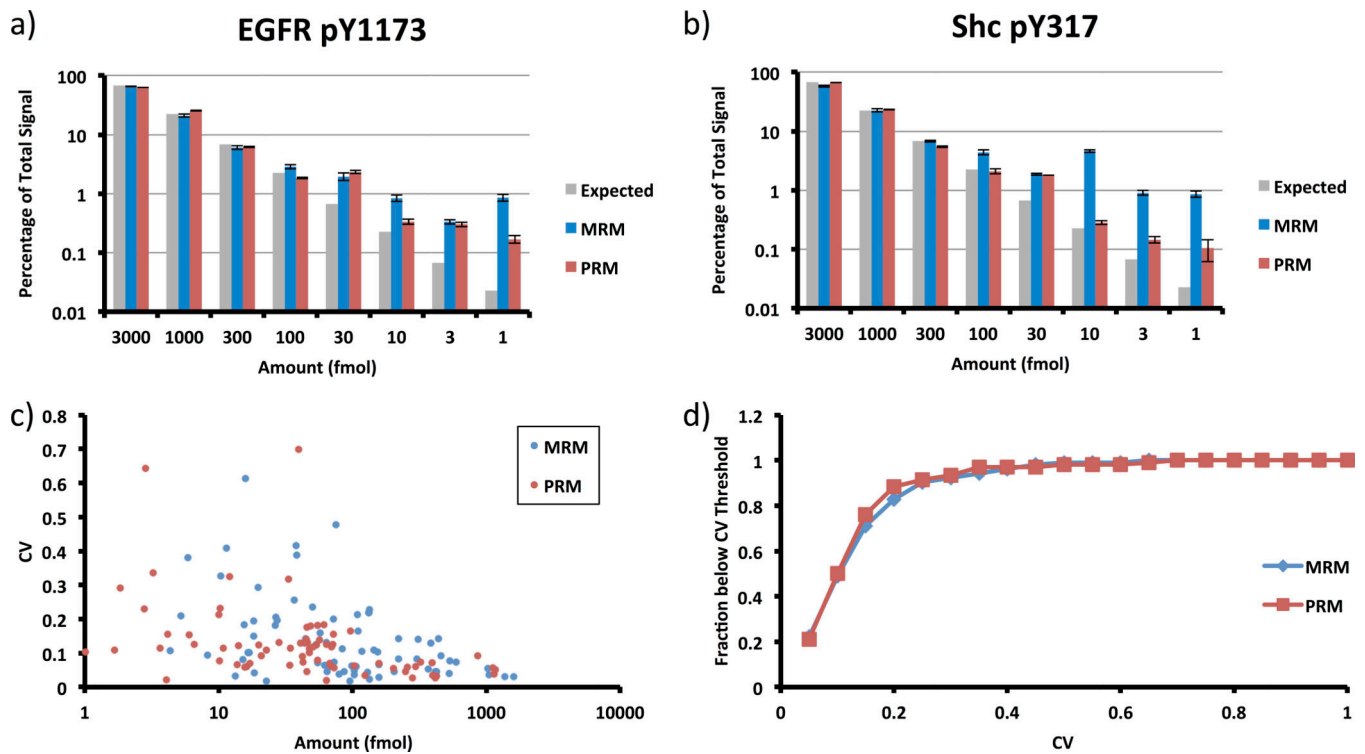 a)
EGFR pY1173
Percentage of Total Signal
100
10
1
0.1
0.01
3000 1000 300 100 30 10 3 1
Amount (fmol)
Expected
MRM
PRM
b)
Shc pY317
Percentage of Total Signal
100
10
1
0.1
0.01
3000 1000 300 100 30 10 3 1
Amount (fmol)
Expected
MRM
PRM
c)
CV
0.8
0.7
0.6
0.5
0.4
0.3
0.2
0.1
0
1 10 100 1000 10000
Amount (fmol)
MRM
PRM
d)
Fraction below CV Threshold
1.2
1
0.8
0.6
0.4
0.2
0
0 0.2 0.4 0.6 0.8 1
CV
MRM
PRM